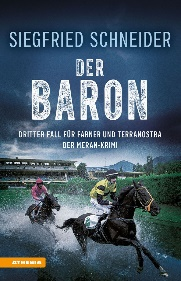 SIEGFRIED SCHNEIDER
DER
BARON
DRITTER FALL FÜR FARNER UND TERRANOSTRA
DER MERAN-KRIMI